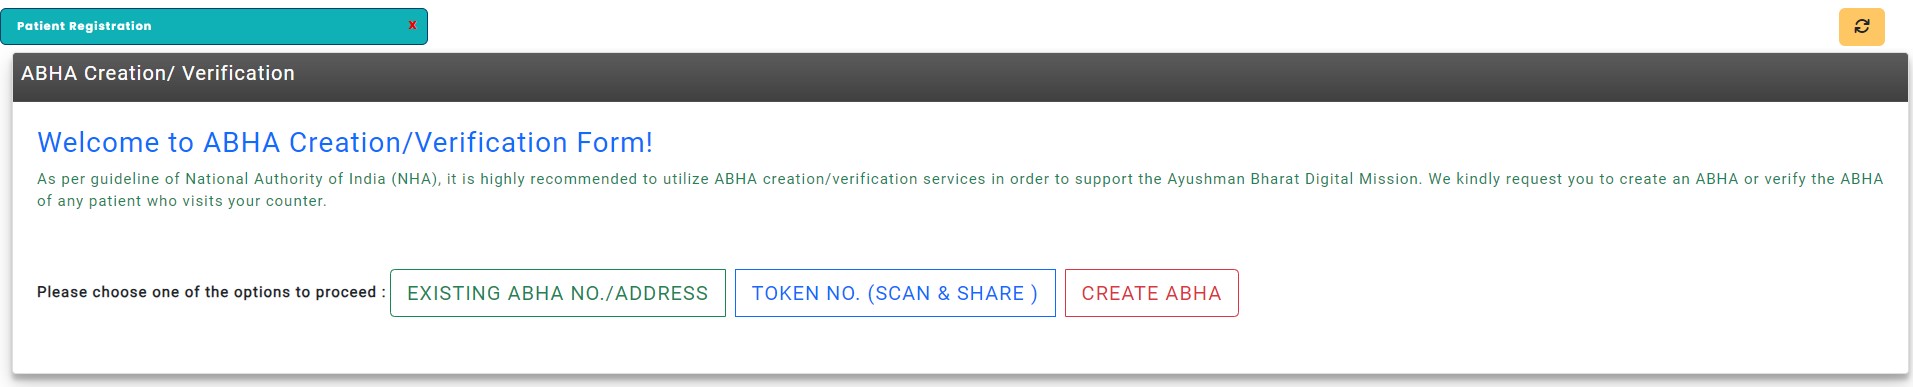 Patient Registration x
ABHA Creation/ Verification
Welcome to ABHA Creation/Verification Form!
As per guideline of National Authority of India (NHA), it is highly recommended to utilize ABHA creation/verification services in order to support the Ayushman Bharat Digital Mission. We kindly request you to create an ABHA or verify the ABHA
of any patient who visits your counter.
Please choose one of the options to proceed : EXISTING ABHA NO./ADDRESS TOKEN NO. (SCAN & SHARE ) CREATE ABHA